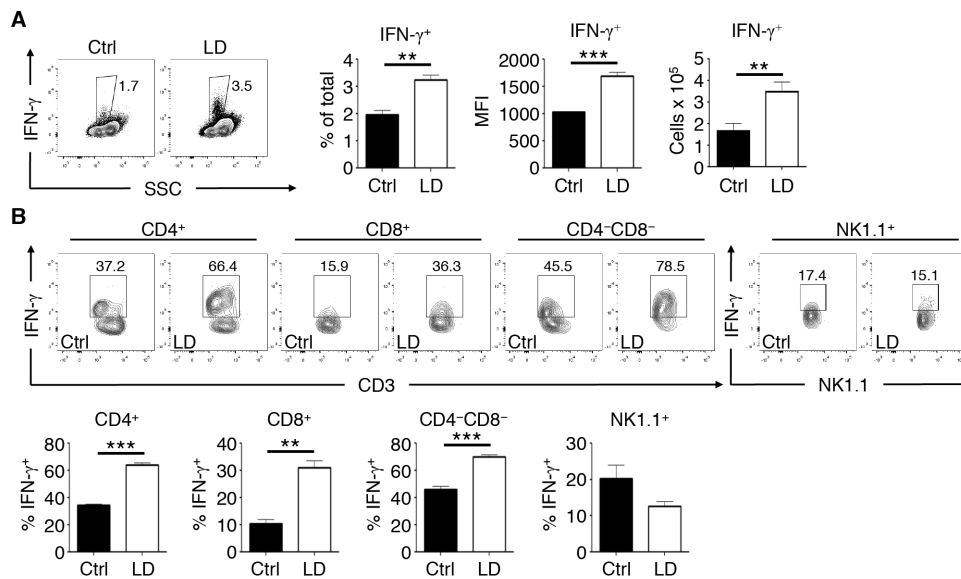 A
Ctrl
LD
IFN-γ
1.7
3.5
SSC
IFN-γ⁺
% of total
4
3
2
1
0
**
Ctrl
LD
IFN-γ⁺
MFI
2000
1500
1000
500
0
***
Ctrl
LD
IFN-γ⁺
Cells x 10⁵
5
4
3
2
1
0
**
Ctrl
LD
B
CD4⁺
CD8⁺
CD4⁻CD8⁻
NK1.1⁺
IFN-γ
37.2
66.4
15.9
36.3
45.5
78.5
IFN-γ
17.4
15.1
Ctrl
LD
Ctrl
LD
Ctrl
LD
Ctrl
LD
CD3
NK1.1
CD4⁺
% IFN-γ⁺
80
60
40
20
0
***
Ctrl
LD
CD8⁺
% IFN-γ⁺
40
30
20
10
0
**
Ctrl
LD
CD4⁻CD8⁻
% IFN-γ⁺
80
60
40
20
0
***
Ctrl
LD
NK1.1⁺
% IFN-γ⁺
30
20
10
0
Ctrl
LD